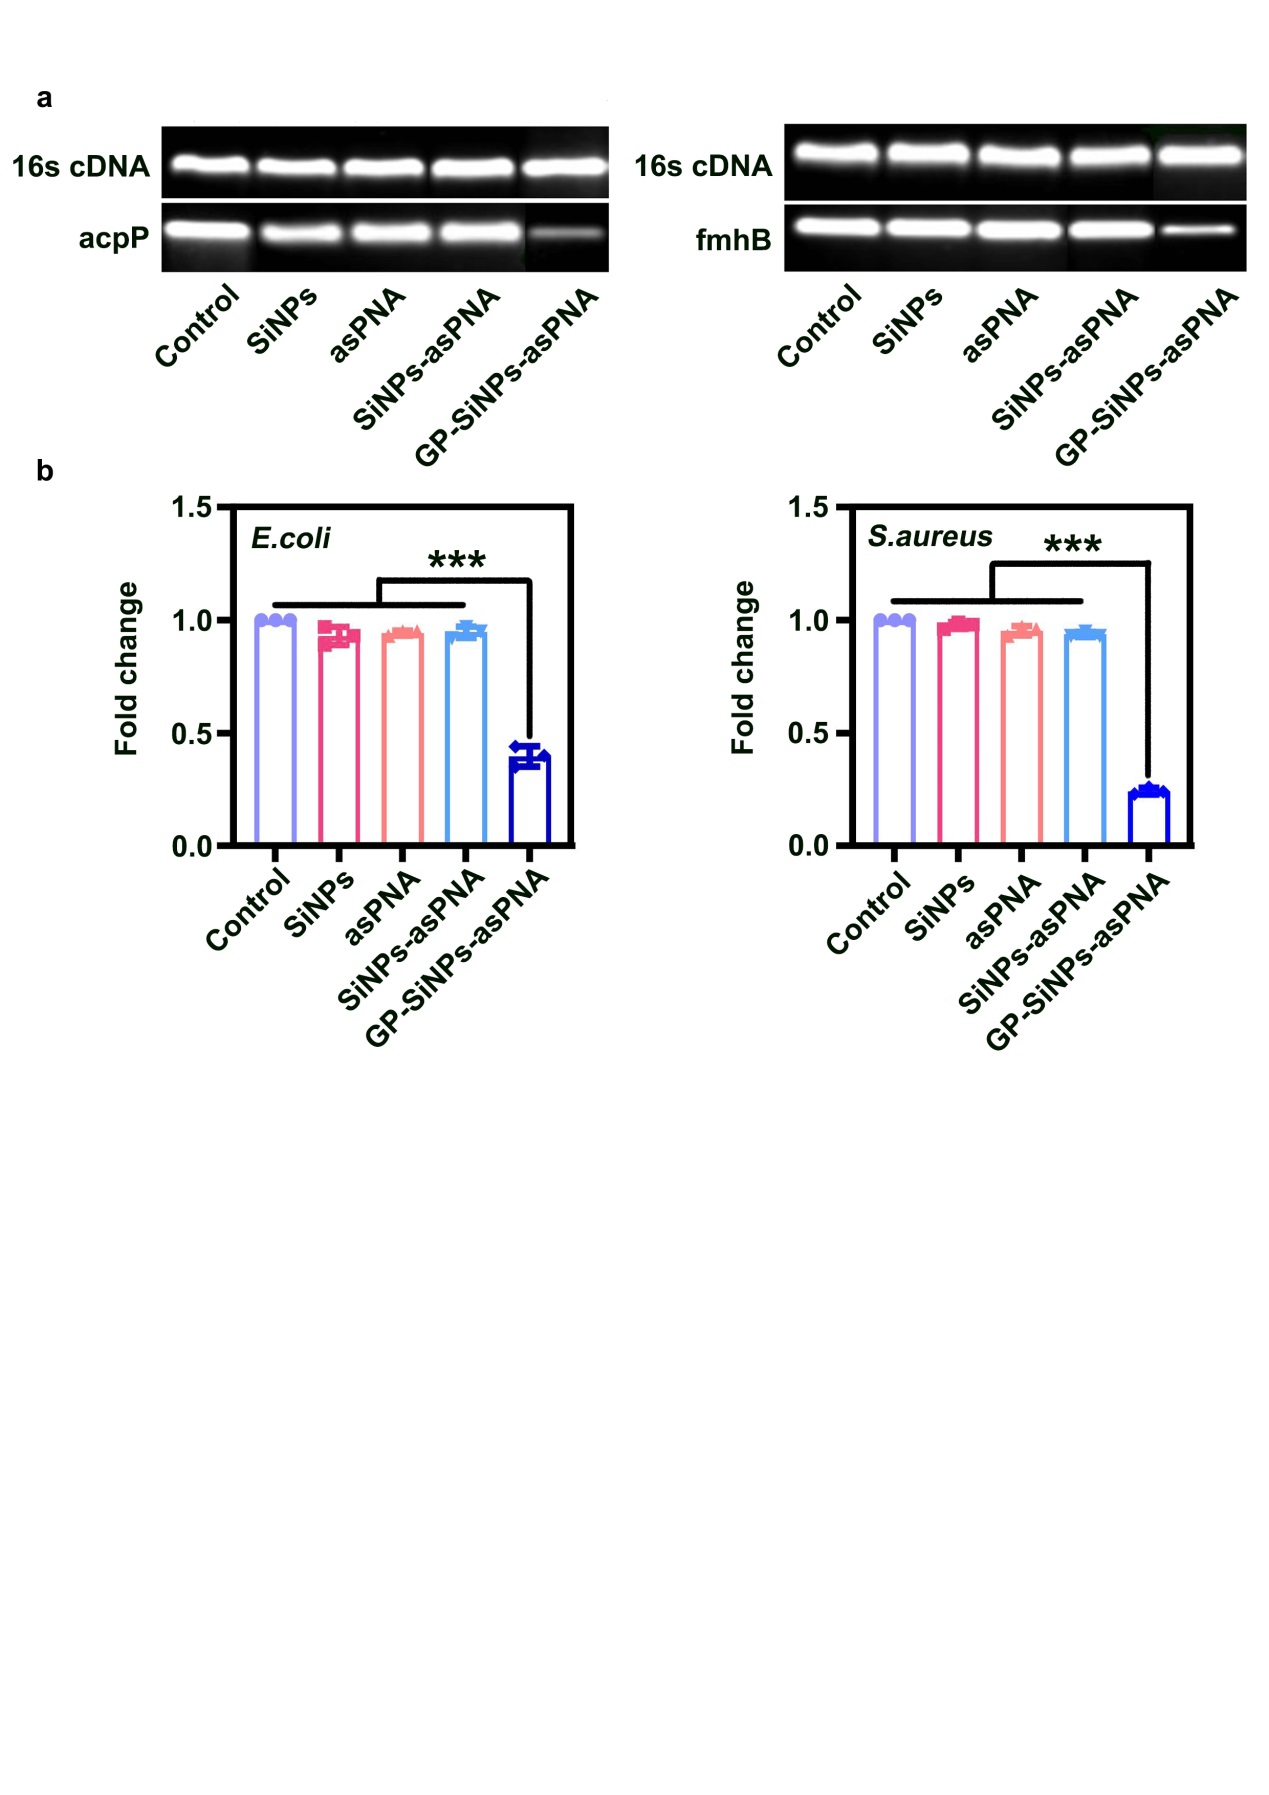 a
16s cDNA
acpP
Control
SiNPs
asPNA
SiNPs-asPNA
GP-SiNPs-asPNA
16s cDNA
fmhB
Control
SiNPs
asPNA
SiNPs-asPNA
GP-SiNPs-asPNA
b
Fold change
1.5
1.0
0.5
0.0
E.coli
***
Control
SiNPs
asPNA
SiNPs-asPNA
GP-SiNPs-asPNA
Fold change
1.5
1.0
0.5
0.0
S.aureus
***
Control
SiNPs
asPNA
SiNPs-asPNA
GP-SiNPs-asPNA